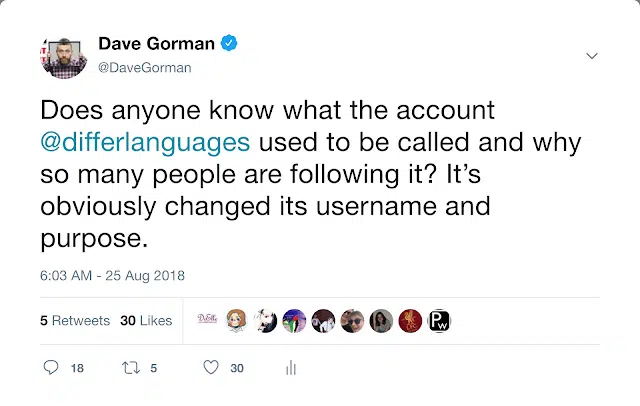 Dave Gorman
@DaveGorman
Does anyone know what the account
@differlanguages used to be called and why
so many people are following it? It’s
obviously changed its username and
purpose.
6:03 AM - 25 Aug 2018
5 Retweets 30 Likes
18 5 30